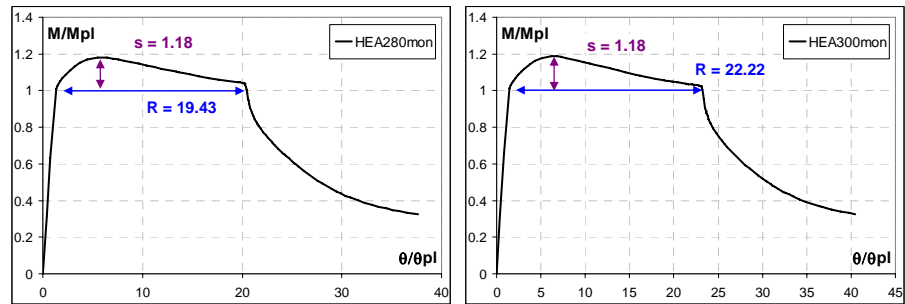 1.4
M/Mpl
s = 1.18
HEA280mon
1.2
1
R = 19.43
0.8
0.6
0.4
0.2
θ/θpl
0
0 10 20 30 40
1.4
M/Mpl
s = 1.18
HEA300mon
1.2
R = 22.22
1
0.8
0.6
0.4
0.2
θ/θpl
0
0 5 10 15 20 25 30 35 40 45